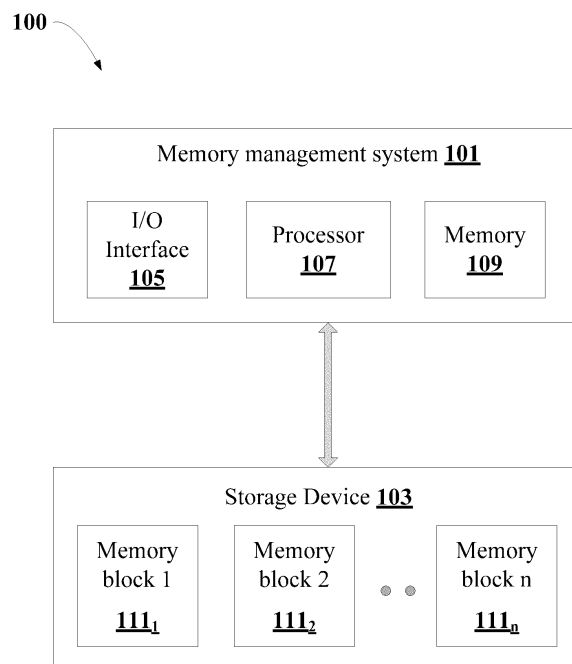 100
Memory management system 101
I/O
Interface
105
Processor
107
Memory
109
Storage Device 103
Memory
block 1
111₁
Memory
block 2
111₂
Memory
block n
111ₙ